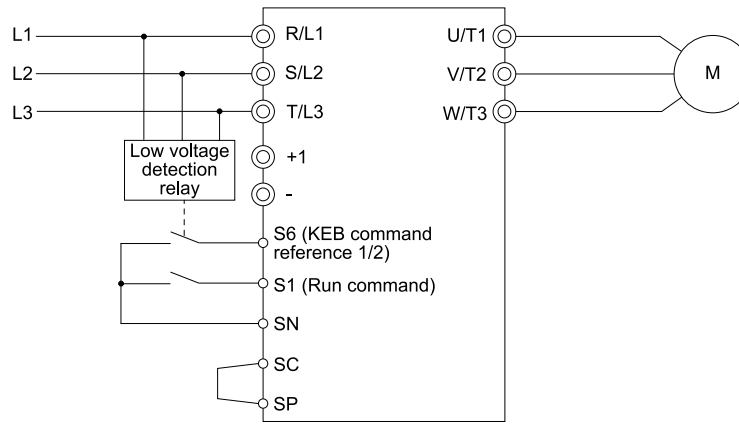 L1
R/L1
U/T1
L2
S/L2
V/T2
M
L3
T/L3
W/T3
Low voltage
detection
relay
+1
-
S6 (KEB command
reference 1/2)
S1 (Run command)
SN
SC
SP